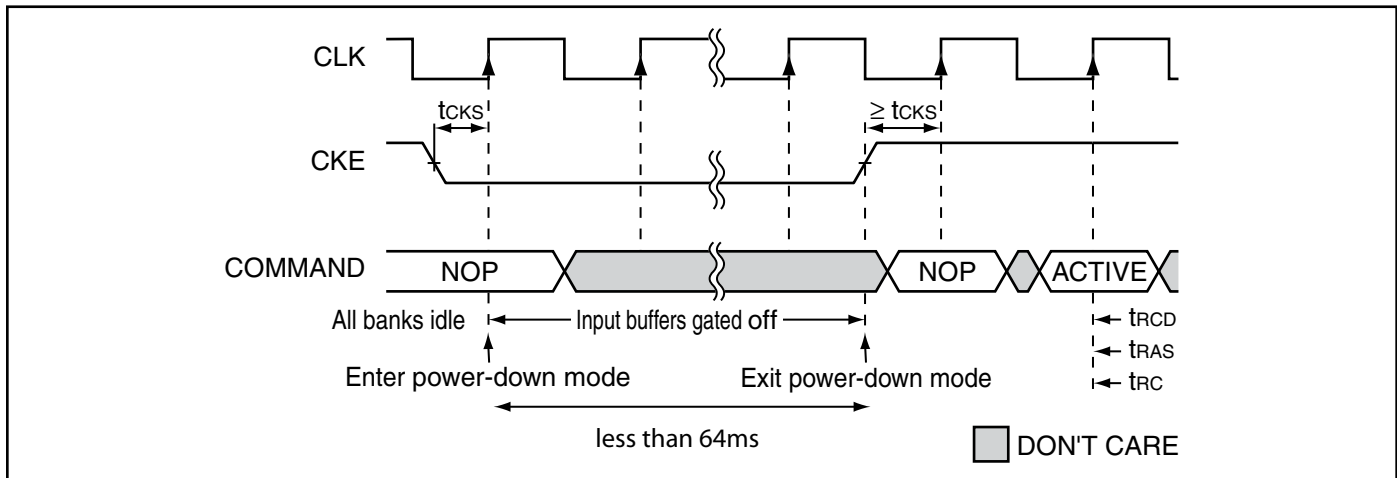 CLK
tCKS
≥ tCKS
CKE
COMMAND
NOP
NOP
ACTIVE
All banks idle
Input buffers gated off
tRCD
tRAS
tRC
Enter power-down mode
Exit power-down mode
less than 64ms
DON'T CARE